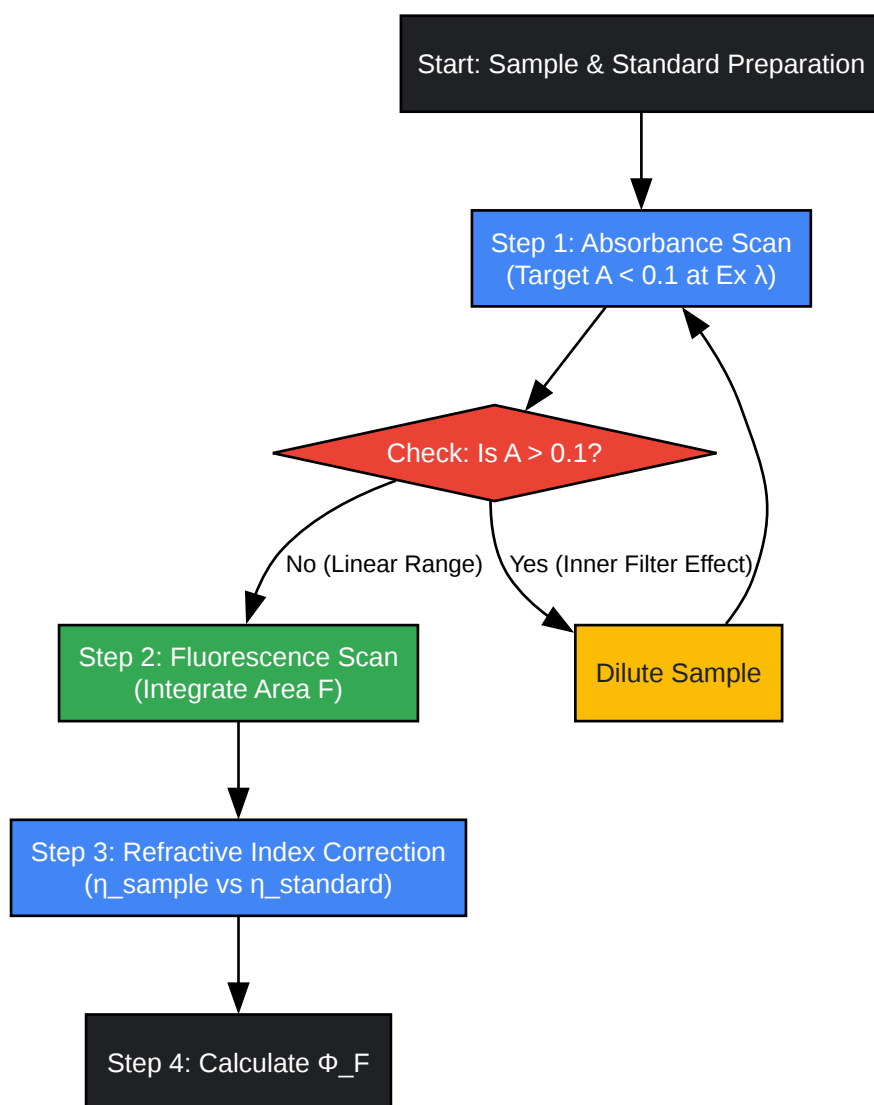 Start: Sample & Standard Preparation
Step 1: Absorbance Scan
(Target A < 0.1 at Ex λ)
Check: Is A > 0.1?
No (Linear Range)
Yes (Inner Filter Effect)
Step 2: Fluorescence Scan
(Integrate Area F)
Dilute Sample
Step 3: Refractive Index Correction
(η_sample vs η_standard)
Step 4: Calculate Φ_F